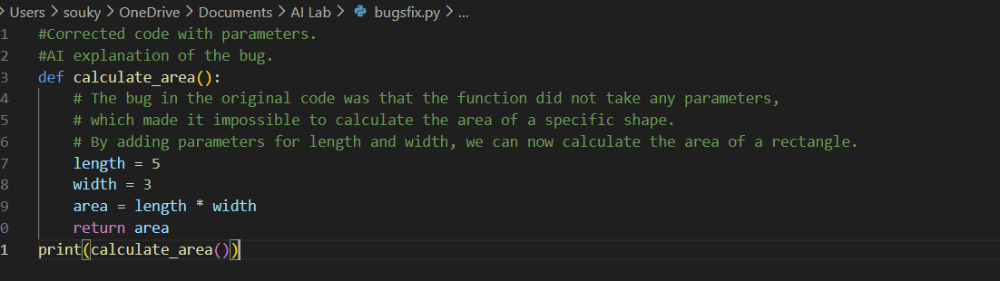 > Users > souky > OneDrive > Documents > AI Lab > bugsfix.py > ...
1 #Corrected code with parameters.
2 #AI explanation of the bug.
3 def calculate_area():
4     # The bug in the original code was that the function did not take any parameters,
5     # which made it impossible to calculate the area of a specific shape.
6     # By adding parameters for length and width, we can now calculate the area of a rectangle.
7     length = 5
8     width = 3
9     area = length * width
0     return area
1 print(calculate_area())